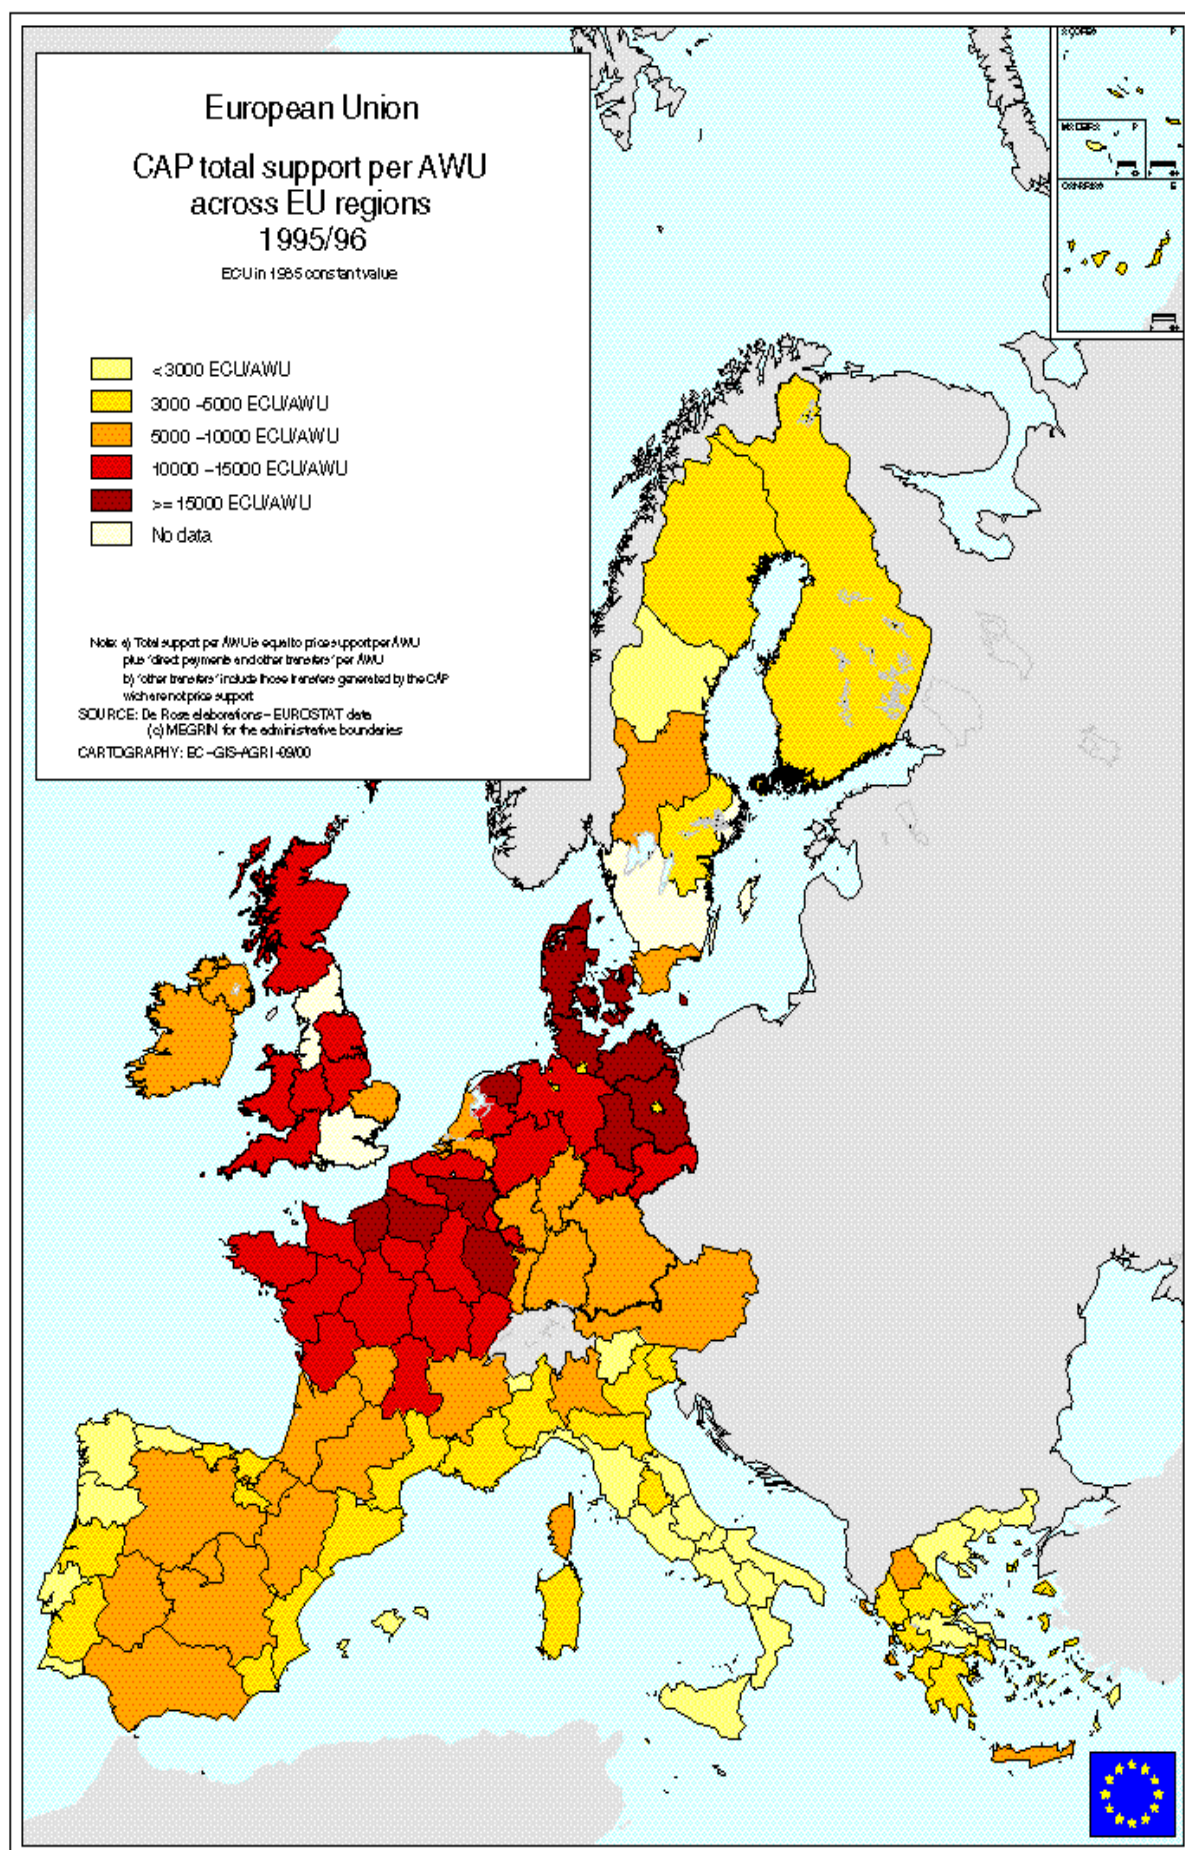 European Union
CAP total support per AWU
across EU regions
1995/96
ECU in 1985 constant value
<3000 ECU/AWU
3000 –5000 ECU/AWU
5000 –10000 ECU/AWU
10000 –15000 ECU/AWU
>= 15000 ECU/AWU
No data
Note: a) Total support per AWU is equal to price support per AWU
plus 'direct payments and other transfers' per AWU
b) 'other transfers' include those transfers generated by the CAP
wich are not price support
SOURCE: De Rose elaborations – EUROSTAT data
(c) MEGRIN for the administrative boundaries
CARTOGRAPHY: EC –GIS–AGRI -09/00
P
P
E